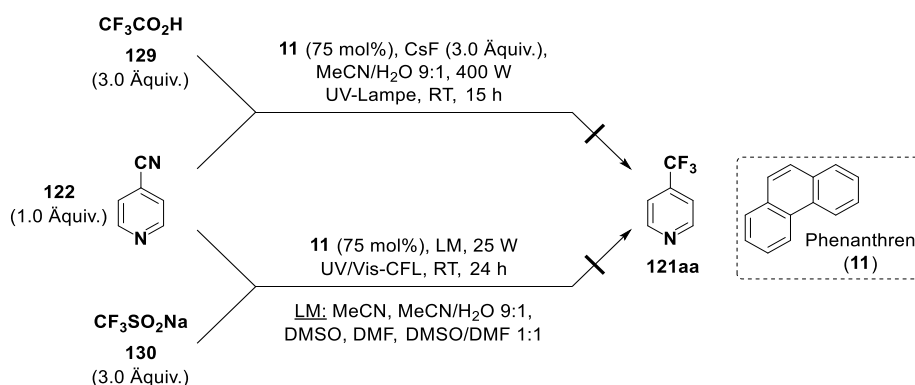 CF3CO2H
129
(3.0 Äquiv.)
11 (75 mol%), CsF (3.0 Äquiv.),
MeCN/H2O 9:1, 400 W
UV-Lampe, RT, 15 h
CN
122
(1.0 Äquiv.)
N
CF3
N
121aa
Phenanthren
(11)
11 (75 mol%), LM, 25 W
UV/Vis-CFL, RT, 24 h
LM: MeCN, MeCN/H2O 9:1,
DMSO, DMF, DMSO/DMF 1:1
CF3SO2Na
130
(3.0 Äquiv.)